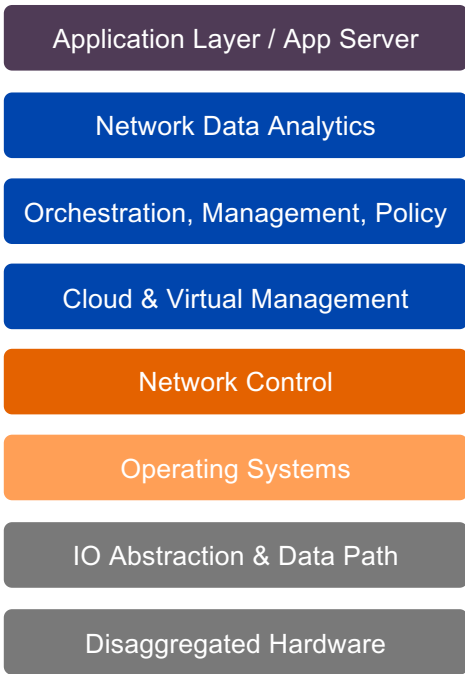 Application Layer / App Server
Network Data Analytics
Orchestration, Management, Policy
Cloud & Virtual Management
Network Control
Operating Systems
IO Abstraction & Data Path
Disaggregated Hardware